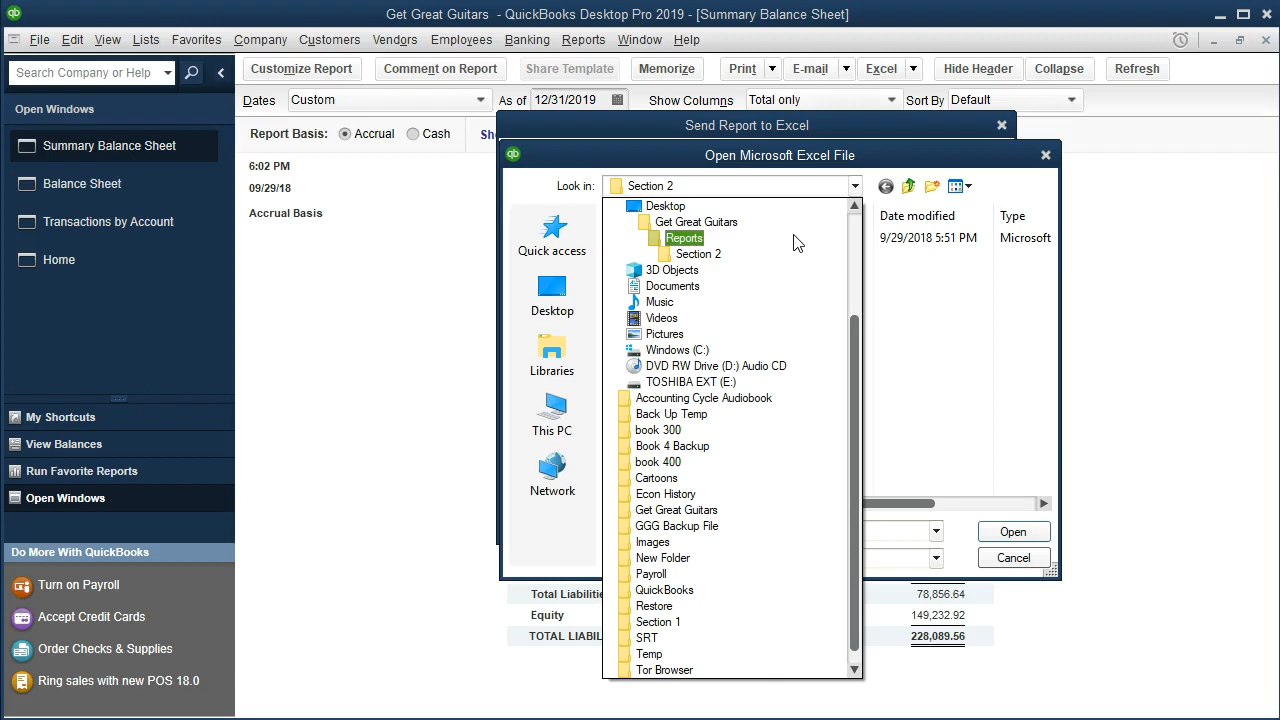 Get Great Guitars - QuickBooks Desktop Pro 2019 - [Summary Balance Sheet]
File Edit View Lists Favorites Company Customers Vendors Employees Banking Reports Window Help
Search Company or Help
Customize Report Comment on Report Share Template Memorize Print E-mail Excel Hide Header Collapse Refresh
Dates Custom As of 12/31/2019 Show Columns Total only Sort By Default
Report Basis: Accrual Cash Sho
Open Windows
Summary Balance Sheet
Balance Sheet
Transactions by Account
Home
My Shortcuts
View Balances
Run Favorite Reports
Open Windows
Do More With QuickBooks
Turn on Payroll
Accept Credit Cards
Order Checks & Supplies
Ring sales with new POS 18.0
6:02 PM
09/29/18
Accrual Basis
Send Report to Excel
Open Microsoft Excel File
Look in: Section 2
Quick access
Desktop
Libraries
This PC
Network
Desktop
Get Great Guitars
Reports
Section 2
3D Objects
Documents
Music
Videos
Pictures
Windows (C:)
DVD RW Drive (D:) Audio CD
TOSHIBA EXT (E:)
Accounting Cycle Audiobook
Back Up Temp
book 300
Book 4 Backup
book 400
Cartoons
Econ History
Get Great Guitars
GGG Backup File
Images
New Folder
Payroll
QuickBooks
Restore
Section 1
SRT
Temp
Tor Browser
Date modified Type
9/29/2018 5:51 PM Microsoft
Open
Cancel
Total Liabilitie 78,856.64
Equity 149,232.92
TOTAL LIABIL 228,089.56